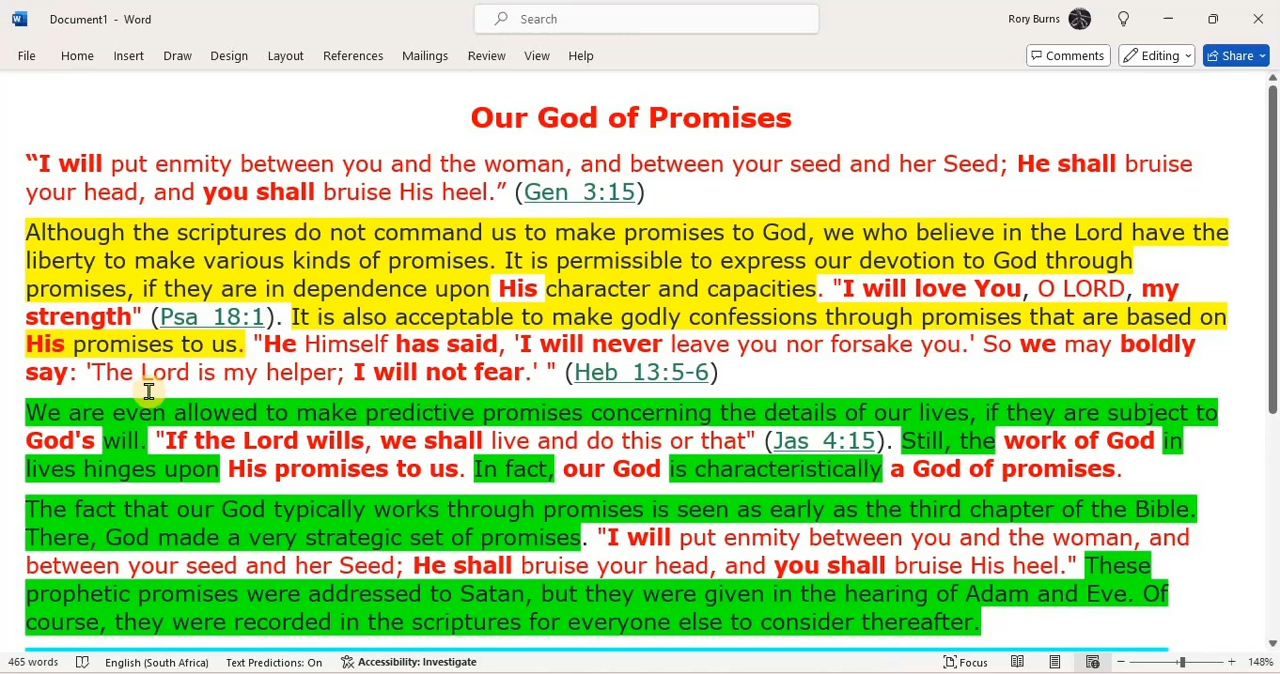 Document1 - Word
Search
Rory Burns
File Home Insert Draw Design Layout References Mailings Review View Help
Comments Editing Share
Our God of Promises
“I will put enmity between you and the woman, and between your seed and her Seed; He shall bruise
your head, and you shall bruise His heel.” (Gen 3:15)
Although the scriptures do not command us to make promises to God, we who believe in the Lord have the
liberty to make various kinds of promises. It is permissible to express our devotion to God through
promises, if they are in dependence upon His character and capacities. "I will love You, O LORD, my
strength" (Psa 18:1). It is also acceptable to make godly confessions through promises that are based on
His promises to us. "He Himself has said, 'I will never leave you nor forsake you.' So we may boldly
say: 'The Lord is my helper; I will not fear.' " (Heb 13:5-6)
We are even allowed to make predictive promises concerning the details of our lives, if they are subject to
God's will. "If the Lord wills, we shall live and do this or that" (Jas 4:15). Still, the work of God in
lives hinges upon His promises to us. In fact, our God is characteristically a God of promises.
The fact that our God typically works through promises is seen as early as the third chapter of the Bible.
There, God made a very strategic set of promises. "I will put enmity between you and the woman, and
between your seed and her Seed; He shall bruise your head, and you shall bruise His heel." These
prophetic promises were addressed to Satan, but they were given in the hearing of Adam and Eve. Of
course, they were recorded in the scriptures for everyone else to consider thereafter.
465 words English (South Africa) Text Predictions: On Accessibility: Investigate Focus 148%